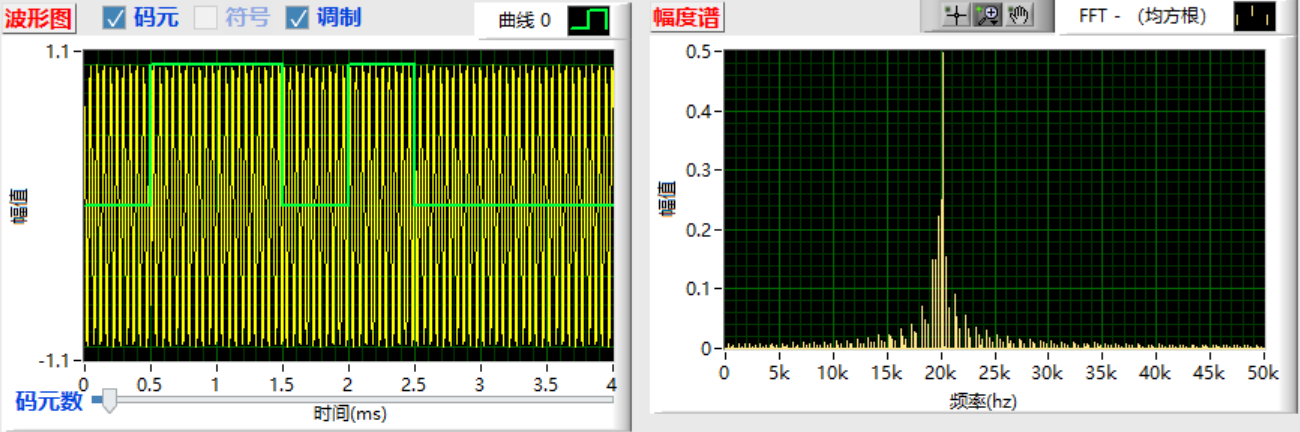 波形图
码元
符号
调制
曲线 0
1.1
-1.1
幅值
0 0.5 1 1.5 2 2.5 3 3.5 4
码元数
时间(ms)
幅度谱
FFT - （均方根）
0.5
0.4
0.3
0.2
0.1
0
幅值
0 5k 10k 15k 20k 25k 30k 35k 40k 45k 50k
频率(hz)